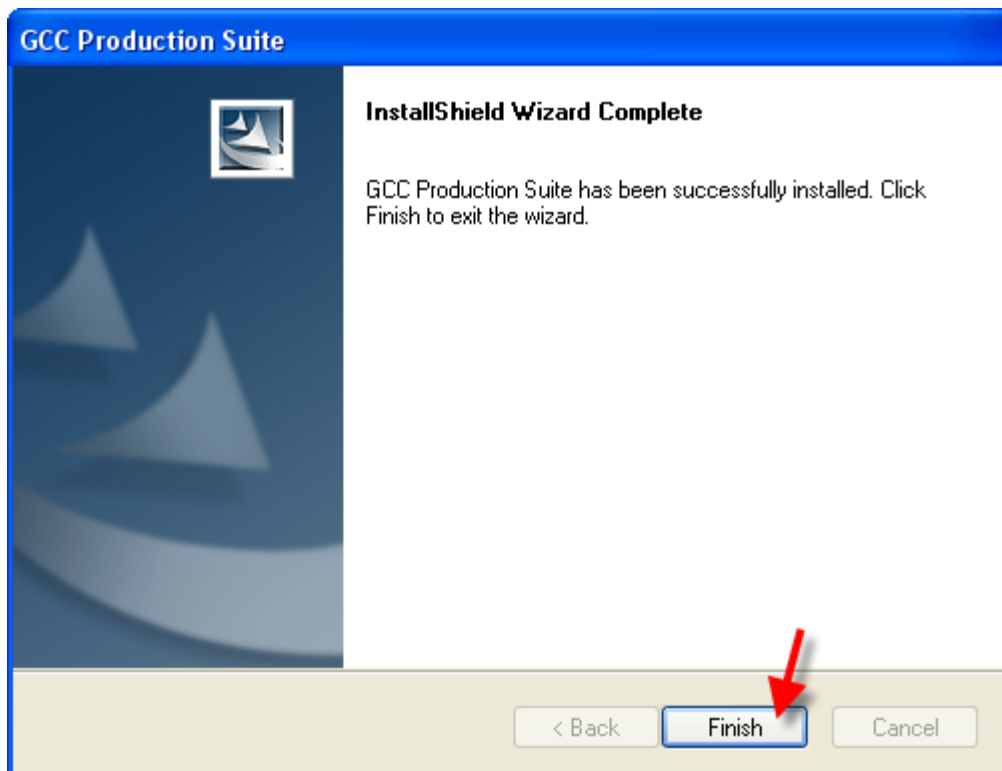 GCC Production Suite
InstallShield Wizard Complete
GCC Production Suite has been successfully installed. Click
Finish to exit the wizard.
< Back
Finish
Cancel